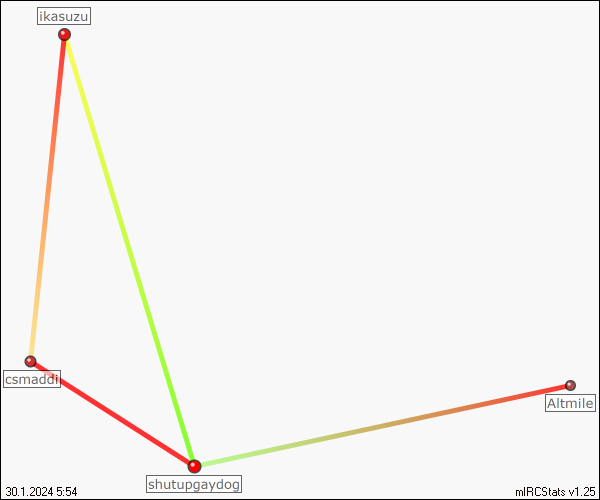 ikasuzu
csmaddi
Altmile
shutupgaydog
30.1.2024 5:54
mIRCStats v1.25